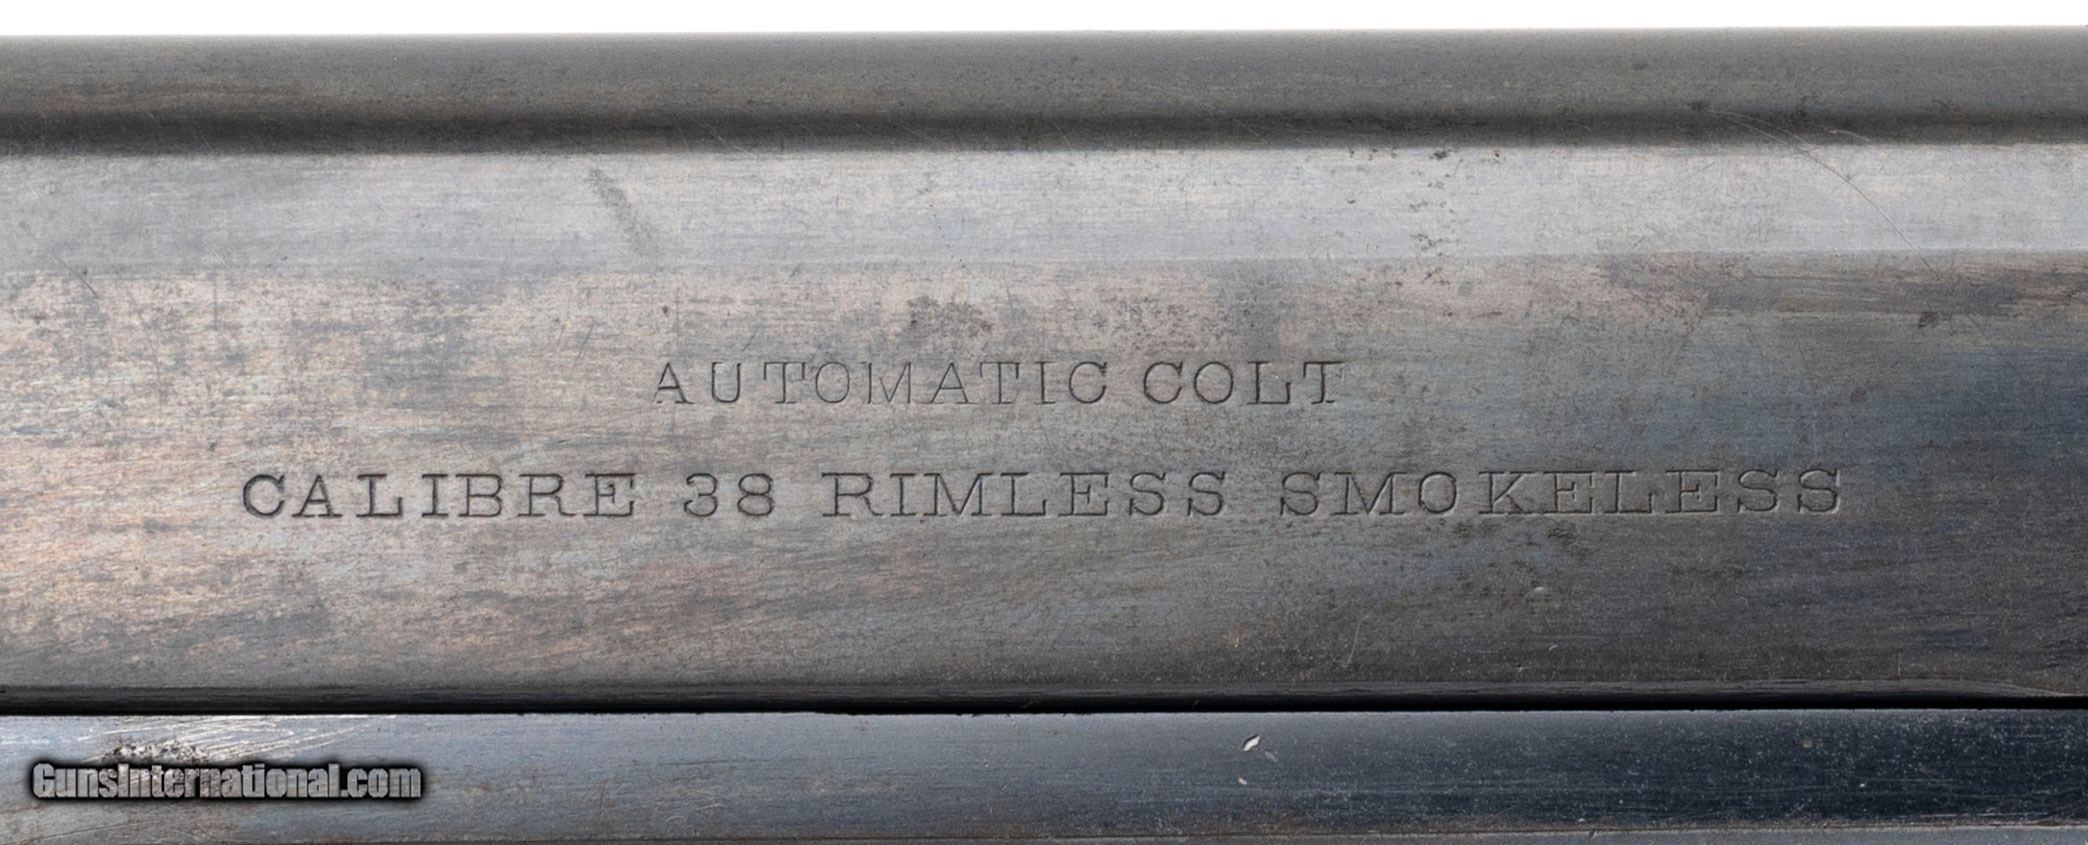 AUTOMATIC COLT
CALIBRE 38 RIMLESS SMOKELESS
GunsInternational.com